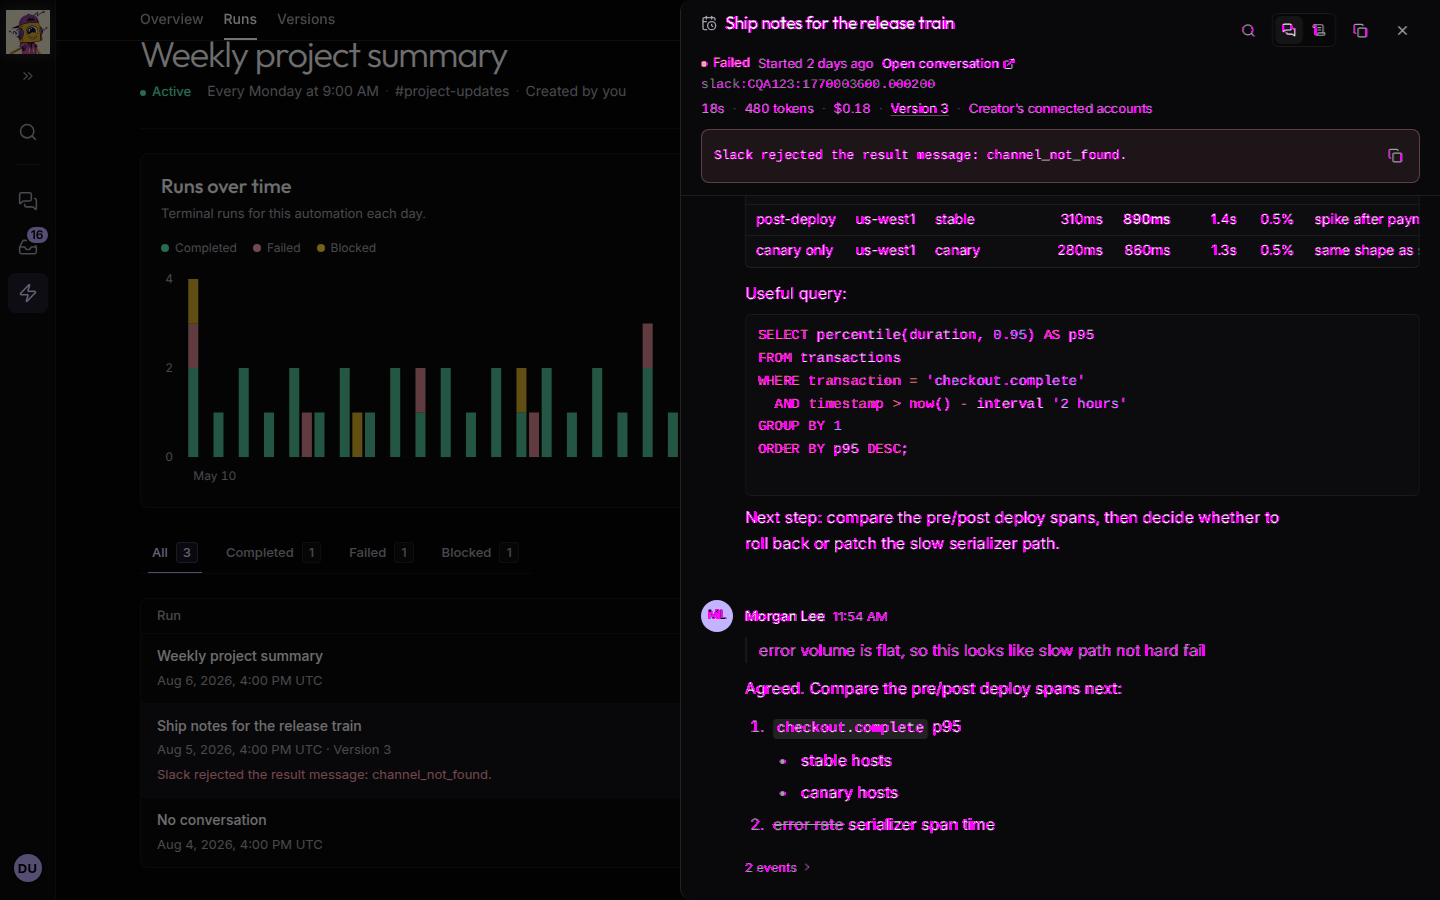 Overview Runs Versions
Weekly project summary
Active Every Monday at 9:00 AM · #project-updates · Created by you
Runs over time
Terminal runs for this automation each day.
Completed Failed Blocked
4
2
0
May 10
All 3 Completed 1 Failed 1 Blocked 1
Run
Weekly project summary
Aug 6, 2026, 4:00 PM UTC
Ship notes for the release train
Aug 5, 2026, 4:00 PM UTC · Version 3
Slack rejected the result message: channel_not_found.
No conversation
Aug 4, 2026, 4:00 PM UTC
16
DU
Ship notes for the release train
Failed Started 2 days ago Open conversation
slack:CQA123:1770003600.000200
18s · 480 tokens · $0.18 · Version 3 · Creator's connected accounts
Slack rejected the result message: channel_not_found.
post-deploy us-west1 stable 310ms 890ms 1.4s 0.5% spike after payn
canary only us-west1 canary 280ms 860ms 1.3s 0.5% same shape as
Useful query:
SELECT percentile(duration, 0.95) AS p95
FROM transactions
WHERE transaction = 'checkout.complete'
AND timestamp > now() - interval '2 hours'
GROUP BY 1
ORDER BY p95 DESC;
Next step: compare the pre/post deploy spans, then decide whether to
roll back or patch the slow serializer path.
ML Morgan Lee 11:54 AM
error volume is flat, so this looks like slow path not hard fail
Agreed. Compare the pre/post deploy spans next:
1. checkout.complete p95
• stable hosts
• canary hosts
2. error rate serializer span time
2 events